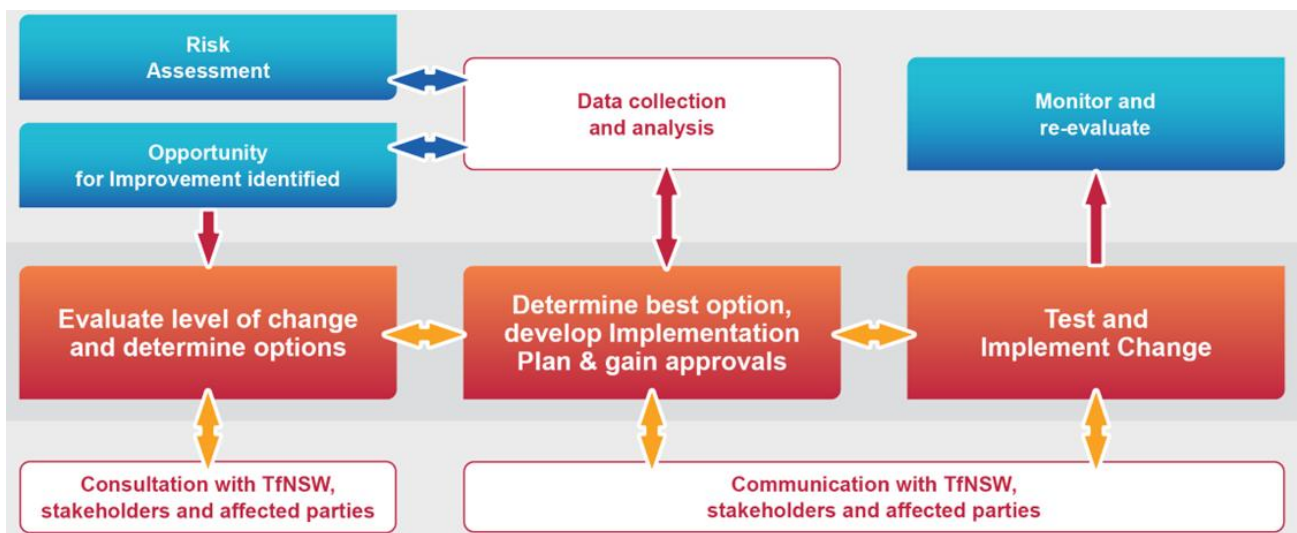 Risk
Assessment
Data collection
and analysis
Monitor and
re-evaluate
Opportunity
for Improvement identified
Evaluate level of change
and determine options
Determine best option,
develop Implementation
Plan & gain approvals
Test and
Implement Change
Consultation with TfNSW,
stakeholders and affected parties
Communication with TfNSW,
stakeholders and affected parties